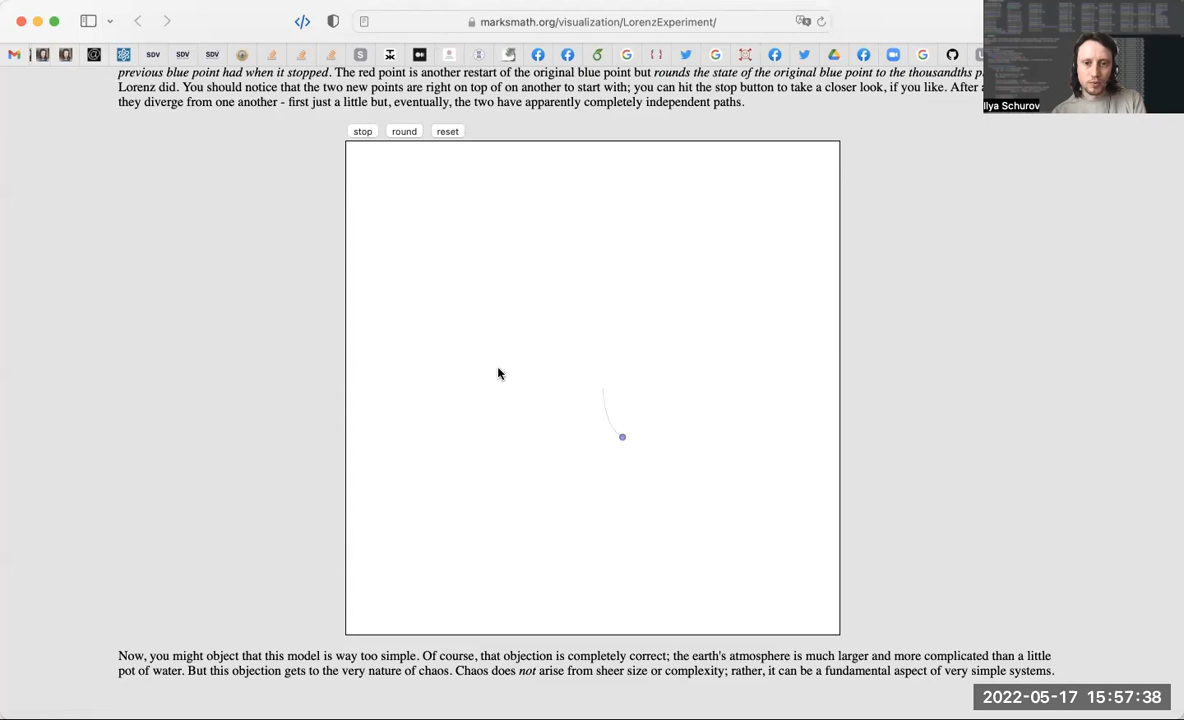 marksmath.org/visualization/LorenzExperiment/
SDV SDV SDV
previous blue point had when it stopped. The red point is another restart of the original blue point but rounds the state of the original blue point to the thousandths
Lorenz did. You should notice that the two new points are right on top of on another to start with; you can hit the stop button to take a closer look, if you like. After
they diverge from one another - first just a little but, eventually, the two have apparently completely independent paths.
Ilya Schurov
stop round reset
Now, you might object that this model is way too simple. Of course, that objection is completely correct; the earth's atmosphere is much larger and more complicated than a little
pot of water. But this objection gets to the very nature of chaos. Chaos does not arise from sheer size or complexity; rather, it can be a fundamental aspect of very simple systems.
2022-05-17 15:57:38